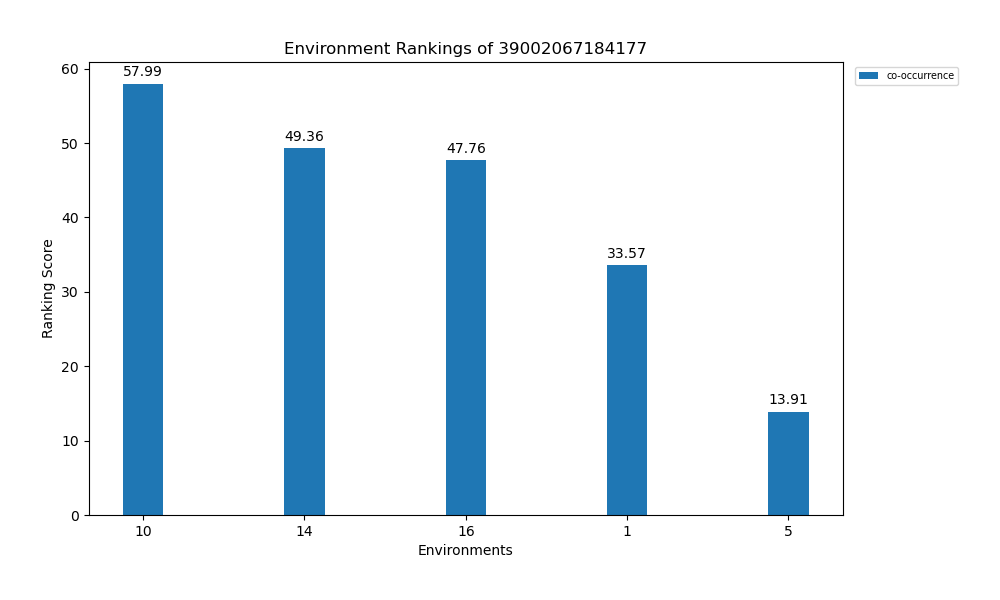 Environment Rankings of 39002067184177
co-occurrence
60
50
40
30
20
10
0
57.99
49.36
47.76
33.57
13.91
Ranking Score
10 14 16 1 5
Environments